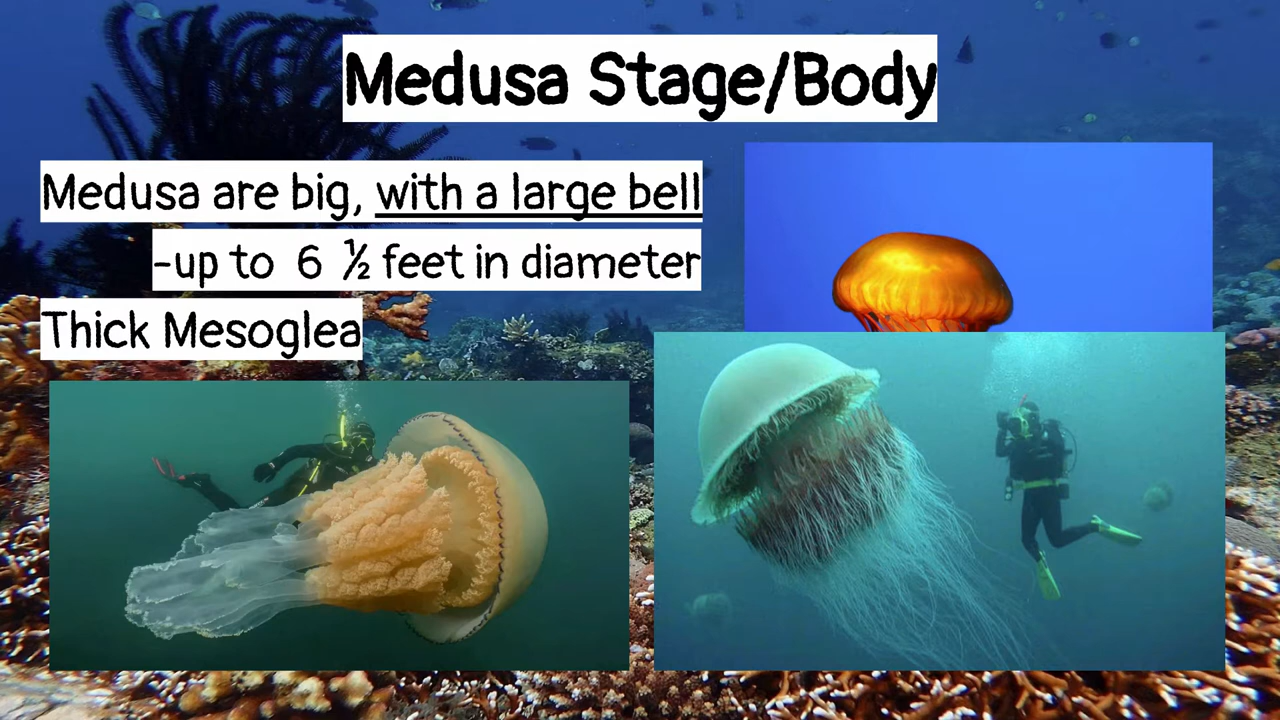 Medusa Stage/Body
Medusa are big, with a large bell
-up to 6 ½ feet in diameter
Thick Mesoglea